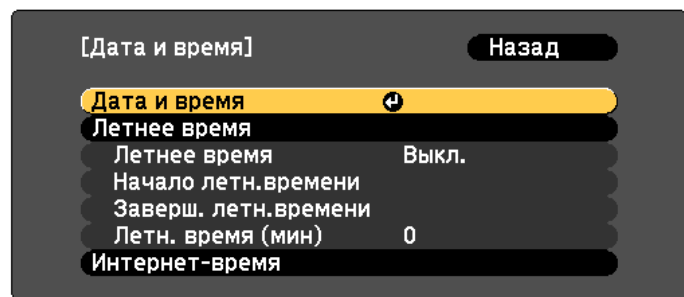 [Дата и время] Назад
Дата и время
Летнее время
Летнее время Выкл.
Начало летн.времени
Заверш. летн.времени
Летн. время (мин) 0
Интернет-время